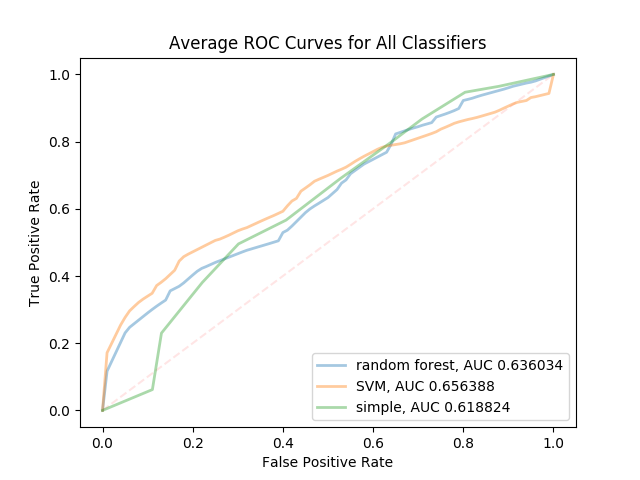 Average ROC Curves for All Classifiers
True Positive Rate
1.0
0.8
0.6
0.4
0.2
0.0
random forest, AUC 0.636034
SVM, AUC 0.656388
simple, AUC 0.618824
0.0 0.2 0.4 0.6 0.8 1.0
False Positive Rate